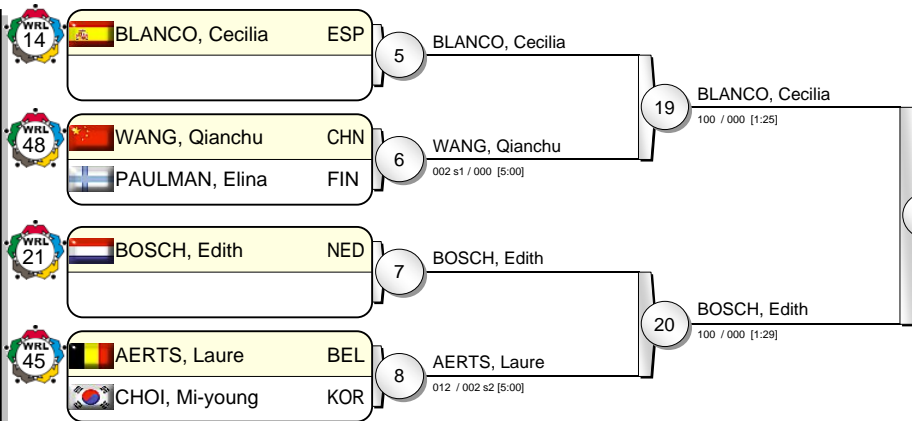 WRL
14
BLANCO, Cecilia ESP
5
BLANCO, Cecilia
WRL
48
WANG, Qianchu CHN
PAULMAN, Elina FIN
6
WANG, Qianchu
002 s1 / 000 [5:00]
19
BLANCO, Cecilia
100 / 000 [1:25]
WRL
21
BOSCH, Edith NED
7
BOSCH, Edith
WRL
45
AERTS, Laure BEL
CHOI, Mi-young KOR
8
AERTS, Laure
012 / 002 s2 [5:00]
20
BOSCH, Edith
100 / 000 [1:29]